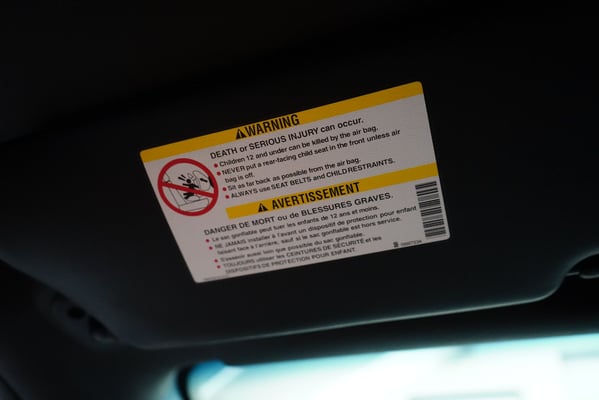 WARNING
DEATH or SERIOUS INJURY can occur.
Children 12 and under can be killed by the air bag.
NEVER put a rear-facing child seat in the front unless air
bag is off.
Sit as far back as possible from the air bag.
ALWAYS use SEAT BELTS and CHILD RESTRAINTS.
AVERTISSEMENT
DANGER DE MORT ou de BLESSURES GRAVES.
Le sac gonflable peut tuer les enfants de 12 ans et moins.
NE JAMAIS installer à l'avant un dispositif de protection pour enfant
faisant face à l'arrière, sauf si le sac gonflable est hors service.
S'asseoir aussi loin que possible du sac gonflable.
TOUJOURS utiliser les CEINTURES DE SÉCURITÉ et les
DISPOSITIFS DE PROTECTION POUR ENFANT.